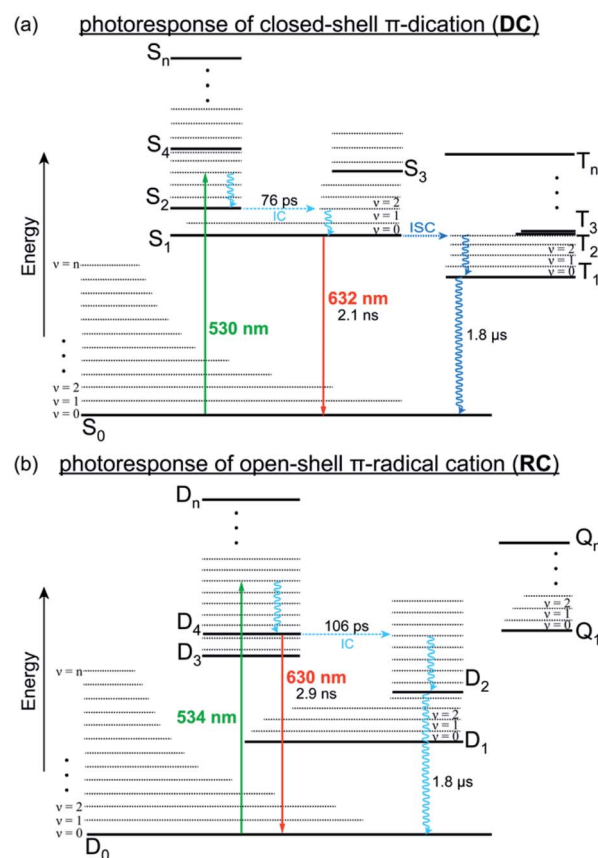 (a) photoresponse of closed-shell π-dication (DC)
Sn
S4
S3
Tn
S2
76 ps
IC
ν = 2
ν = 1
ν = 0
S1
ISC
T3
T2
ν = 2
ν = 1
ν = 0
T1
Energy
ν = n
530 nm
632 nm
2.1 ns
1.8 µs
ν = 2
ν = 1
ν = 0
S0
(b) photoresponse of open-shell π-radical cation (RC)
Dn
Qn
ν = 2
ν = 1
ν = 0
Q1
D4
106 ps
IC
D3
D2
Energy
ν = n
534 nm
630 nm
2.9 ns
ν = 2
ν = 1
ν = 0
D1
1.8 µs
ν = 2
ν = 1
ν = 0
D0